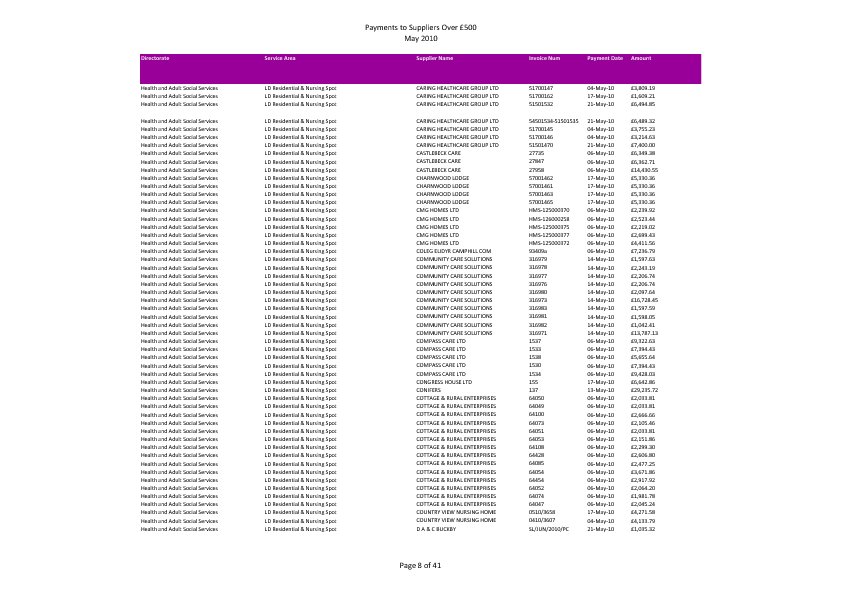 Payments to Suppliers Over £500
May 2010
Directorate Service Area Supplier Name Invoice Num Payment Date Amount
Health and Adult Social Services LD Residential & Nursing Spot CARING HEALTHCARE GROUP LTD 51700147 04-May-10 £3,809.19
Health and Adult Social Services LD Residential & Nursing Spot CARING HEALTHCARE GROUP LTD 51700162 17-May-10 £1,609.21
Health and Adult Social Services LD Residential & Nursing Spot CARING HEALTHCARE GROUP LTD 51501532 21-May-10 £6,494.85
Health and Adult Social Services LD Residential & Nursing Spot CARING HEALTHCARE GROUP LTD 54501534-51501535 21-May-10 £6,489.32
Health and Adult Social Services LD Residential & Nursing Spot CARING HEALTHCARE GROUP LTD 51700145 04-May-10 £3,755.23
Health and Adult Social Services LD Residential & Nursing Spot CARING HEALTHCARE GROUP LTD 51700146 04-May-10 £3,214.63
Health and Adult Social Services LD Residential & Nursing Spot CARING HEALTHCARE GROUP LTD 51501470 21-May-10 £7,400.00
Health and Adult Social Services LD Residential & Nursing Spot CASTLEBECK CARE 27735 06-May-10 £6,349.38
Health and Adult Social Services LD Residential & Nursing Spot CASTLEBECK CARE 27847 06-May-10 £6,362.71
Health and Adult Social Services LD Residential & Nursing Spot CASTLEBECK CARE 27958 06-May-10 £14,430.55
Health and Adult Social Services LD Residential & Nursing Spot CHARNWOOD LODGE 57001462 17-May-10 £5,330.36
Health and Adult Social Services LD Residential & Nursing Spot CHARNWOOD LODGE 57001461 17-May-10 £5,330.36
Health and Adult Social Services LD Residential & Nursing Spot CHARNWOOD LODGE 57001463 17-May-10 £5,330.36
Health and Adult Social Services LD Residential & Nursing Spot CHARNWOOD LODGE 57001465 17-May-10 £5,330.36
Health and Adult Social Services LD Residential & Nursing Spot CMG HOMES LTD HMS-125000370 06-May-10 £2,239.92
Health and Adult Social Services LD Residential & Nursing Spot CMG HOMES LTD HMS-126000258 06-May-10 £2,523.44
Health and Adult Social Services LD Residential & Nursing Spot CMG HOMES LTD HMS-125000375 06-May-10 £2,219.02
Health and Adult Social Services LD Residential & Nursing Spot CMG HOMES LTD HMS-125000377 06-May-10 £2,689.43
Health and Adult Social Services LD Residential & Nursing Spot CMG HOMES LTD HMS-125000372 06-May-10 £4,411.56
Health and Adult Social Services LD Residential & Nursing Spot COLEG ELIDYR CAMPHILL COM 93409a 06-May-10 £7,236.79
Health and Adult Social Services LD Residential & Nursing Spot COMMUNITY CARE SOLUTIONS 316979 14-May-10 £1,597.63
Health and Adult Social Services LD Residential & Nursing Spot COMMUNITY CARE SOLUTIONS 316978 14-May-10 £2,243.19
Health and Adult Social Services LD Residential & Nursing Spot COMMUNITY CARE SOLUTIONS 316977 14-May-10 £2,206.74
Health and Adult Social Services LD Residential & Nursing Spot COMMUNITY CARE SOLUTIONS 316976 14-May-10 £2,206.74
Health and Adult Social Services LD Residential & Nursing Spot COMMUNITY CARE SOLUTIONS 316980 14-May-10 £2,097.64
Health and Adult Social Services LD Residential & Nursing Spot COMMUNITY CARE SOLUTIONS 316973 14-May-10 £16,728.45
Health and Adult Social Services LD Residential & Nursing Spot COMMUNITY CARE SOLUTIONS 316983 14-May-10 £1,597.59
Health and Adult Social Services LD Residential & Nursing Spot COMMUNITY CARE SOLUTIONS 316981 14-May-10 £1,598.05
Health and Adult Social Services LD Residential & Nursing Spot COMMUNITY CARE SOLUTIONS 316982 14-May-10 £1,042.41
Health and Adult Social Services LD Residential & Nursing Spot COMMUNITY CARE SOLUTIONS 316971 14-May-10 £13,787.13
Health and Adult Social Services LD Residential & Nursing Spot COMPASS CARE LTD 1537 06-May-10 £9,322.63
Health and Adult Social Services LD Residential & Nursing Spot COMPASS CARE LTD 1533 06-May-10 £7,394.43
Health and Adult Social Services LD Residential & Nursing Spot COMPASS CARE LTD 1538 06-May-10 £5,655.64
Health and Adult Social Services LD Residential & Nursing Spot COMPASS CARE LTD 1530 06-May-10 £7,394.43
Health and Adult Social Services LD Residential & Nursing Spot COMPASS CARE LTD 1534 06-May-10 £9,428.03
Health and Adult Social Services LD Residential & Nursing Spot CONGRESS HOUSE LTD 155 17-May-10 £6,642.86
Health and Adult Social Services LD Residential & Nursing Spot CONIFERS 137 13-May-10 £29,235.72
Health and Adult Social Services LD Residential & Nursing Spot COTTAGE & RURAL ENTERPRISES 64050 06-May-10 £2,033.81
Health and Adult Social Services LD Residential & Nursing Spot COTTAGE & RURAL ENTERPRISES 64049 06-May-10 £2,033.81
Health and Adult Social Services LD Residential & Nursing Spot COTTAGE & RURAL ENTERPRISES 64100 06-May-10 £2,666.66
Health and Adult Social Services LD Residential & Nursing Spot COTTAGE & RURAL ENTERPRISES 64073 06-May-10 £2,105.46
Health and Adult Social Services LD Residential & Nursing Spot COTTAGE & RURAL ENTERPRISES 64051 06-May-10 £2,033.81
Health and Adult Social Services LD Residential & Nursing Spot COTTAGE & RURAL ENTERPRISES 64053 06-May-10 £2,151.86
Health and Adult Social Services LD Residential & Nursing Spot COTTAGE & RURAL ENTERPRISES 64108 06-May-10 £2,299.30
Health and Adult Social Services LD Residential & Nursing Spot COTTAGE & RURAL ENTERPRISES 64428 06-May-10 £2,606.80
Health and Adult Social Services LD Residential & Nursing Spot COTTAGE & RURAL ENTERPRISES 64085 06-May-10 £2,477.25
Health and Adult Social Services LD Residential & Nursing Spot COTTAGE & RURAL ENTERPRISES 64054 06-May-10 £3,671.86
Health and Adult Social Services LD Residential & Nursing Spot COTTAGE & RURAL ENTERPRISES 64454 06-May-10 £2,917.92
Health and Adult Social Services LD Residential & Nursing Spot COTTAGE & RURAL ENTERPRISES 64052 06-May-10 £2,064.20
Health and Adult Social Services LD Residential & Nursing Spot COTTAGE & RURAL ENTERPRISES 64074 06-May-10 £1,981.78
Health and Adult Social Services LD Residential & Nursing Spot COTTAGE & RURAL ENTERPRISES 64047 06-May-10 £2,045.24
Health and Adult Social Services LD Residential & Nursing Spot COUNTRY VIEW NURSING HOME 0510/3658 17-May-10 £4,271.58
Health and Adult Social Services LD Residential & Nursing Spot COUNTRY VIEW NURSING HOME 0410/3607 04-May-10 £4,133.79
Health and Adult Social Services LD Residential & Nursing Spot D A & C BUCKBY SL/JUN/2010/PC 21-May-10 £1,035.32
Page 8 of 41